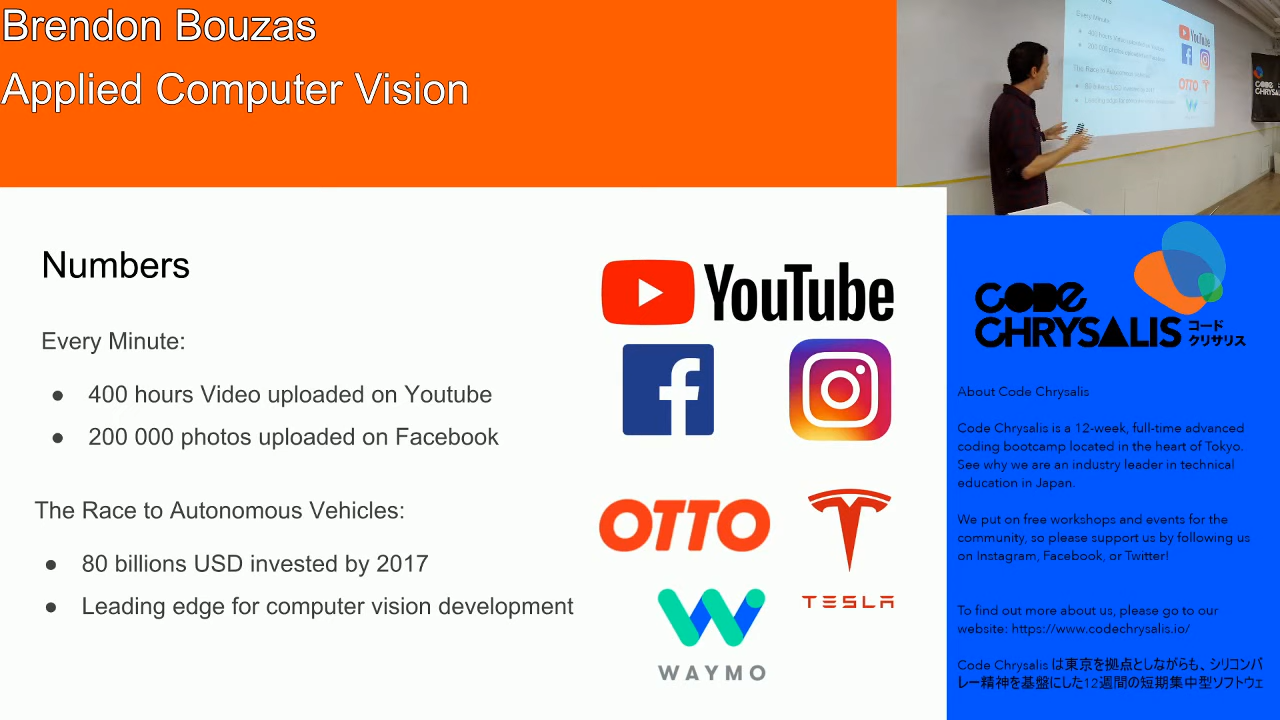 Brendon Bouzas
Applied Computer Vision
Numbers
Every Minute:
● 400 hours Video uploaded on Youtube
● 200 000 photos uploaded on Facebook
The Race to Autonomous Vehicles:
● 80 billions USD invested by 2017
● Leading edge for computer vision development
YouTube
OTTO
TESLA
WAYMO
Every Minute:
YouTube
OTTO
CODE
CHRYSALIS
CODE
CHRYSALIS
コード
クリサリス
About Code Chrysalis
Code Chrysalis is a 12-week, full-time advanced
coding bootcamp located in the heart of Tokyo.
See why we are an industry leader in technical
education in Japan.
We put on free workshops and events for the
community, so please support us by following us
on Instagram, Facebook, or Twitter!
To find out more about us, please go to our
website: https://www.codechrysalis.io/
Code Chrysalis は東京を拠点としながらも、シリコンバ
レー精神を基盤にした12週間の短期集中型ソフトウェ